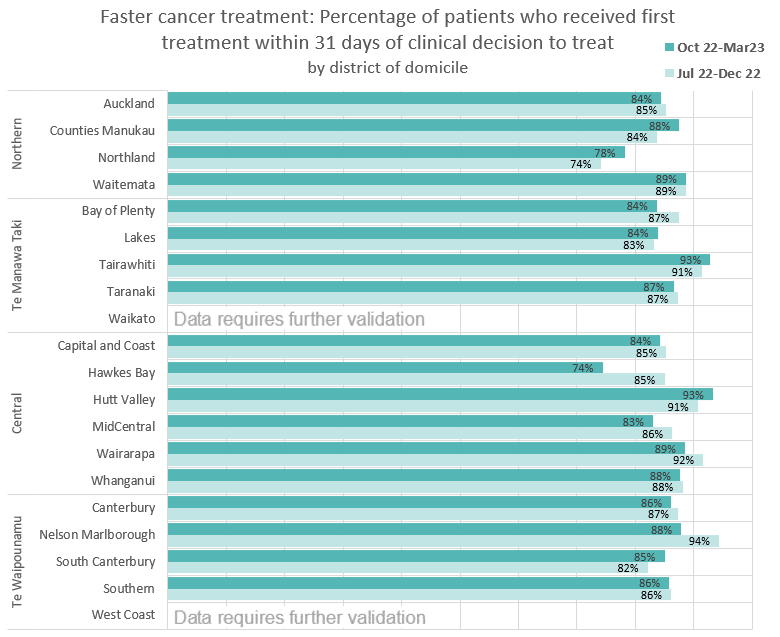 Faster cancer treatment: Percentage of patients who received first
treatment within 31 days of clinical decision to treat
by district of domicile
Oct 22-Mar23
Jul 22-Dec 22
Northern
Auckland
84%
85%
Counties Manukau
88%
84%
Northland
78%
74%
Waitemata
89%
89%
Te Manawa Taki
Bay of Plenty
84%
87%
Lakes
84%
83%
Tairawhiti
93%
91%
Taranaki
87%
87%
Waikato
Data requires further validation
Central
Capital and Coast
84%
85%
Hawkes Bay
74%
85%
Hutt Valley
93%
91%
MidCentral
83%
86%
Wairarapa
89%
92%
Whanganui
88%
88%
Te Waipounamu
Canterbury
86%
87%
Nelson Marlborough
88%
94%
South Canterbury
85%
82%
Southern
86%
86%
West Coast
Data requires further validation